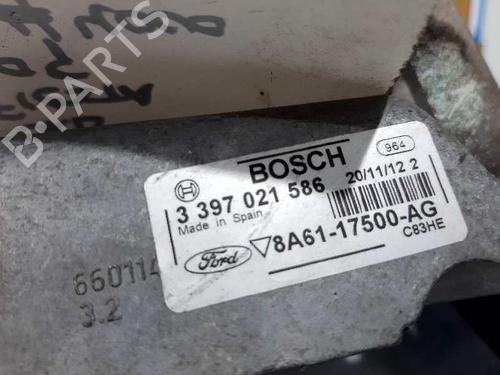 B-PARTS
BOSCH
964
3 397 021 586
20/11/12 2
Made in Spain
Ford
8A61-17500-AG
C83HE
660114
3.2